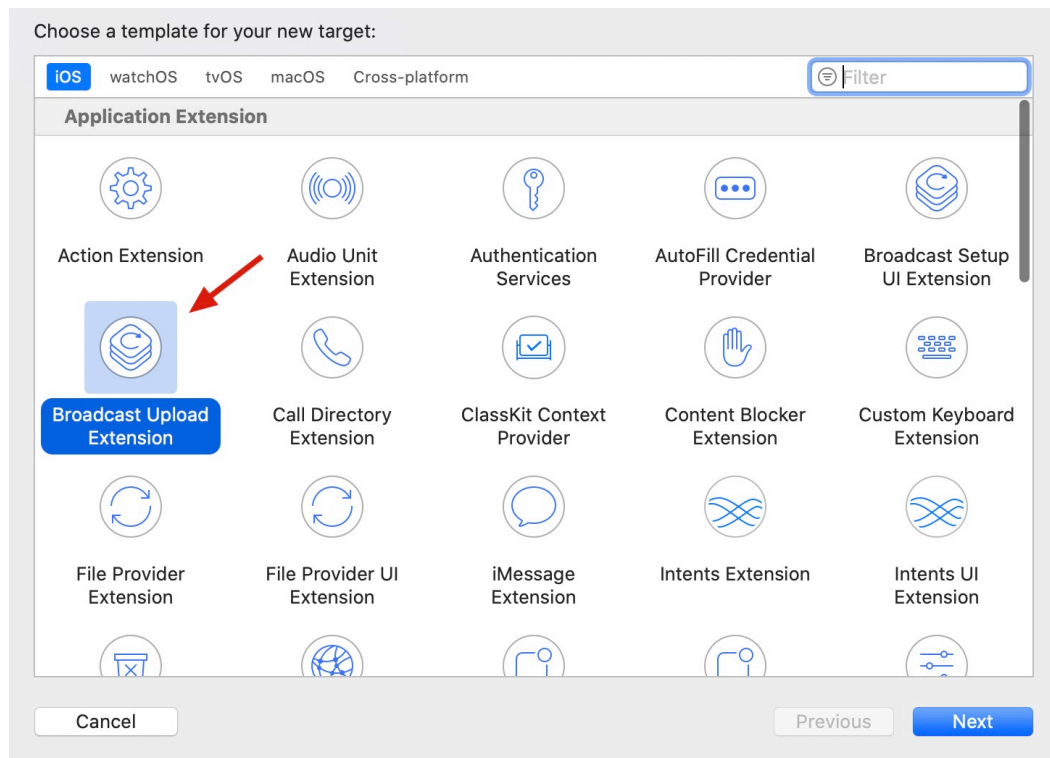 Choose a template for your new target:
iOS watchOS tvOS macOS Cross-platform Filter
Application Extension
Action Extension
Audio Unit
Extension
Authentication
Services
AutoFill Credential
Provider
Broadcast Setup
UI Extension
Broadcast Upload
Extension
Call Directory
Extension
ClassKit Context
Provider
Content Blocker
Extension
Custom Keyboard
Extension
File Provider
Extension
File Provider UI
Extension
iMessage
Extension
Intents Extension
Intents UI
Extension
Cancel Previous Next